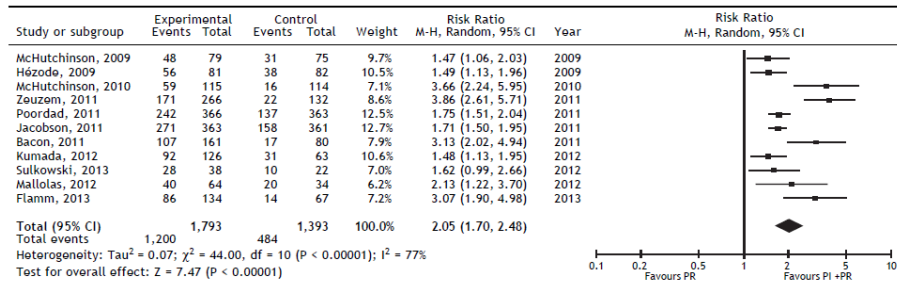 Experimental Control Risk Ratio Risk Ratio
Study or subgroup Events Total Events Total Weight M-H, Random, 95% CI Year M-H, Random, 95% CI
McHutchinson, 2009 48 79 31 75 9.7% 1.47 [1.06, 2.03] 2009
Hézode, 2009 56 81 38 82 10.5% 1.49 [1.13, 1.96] 2009
McHutchinson, 2010 59 115 16 114 7.1% 3.66 [2.24, 5.95] 2010
Zeuzem, 2011 171 266 22 132 8.6% 3.86 [2.61, 5.71] 2011
Poordad, 2011 242 366 137 363 12.5% 1.75 [1.51, 2.04] 2011
Jacobson, 2011 271 363 158 361 12.7% 1.71 [1.50, 1.95] 2011
Bacon, 2011 107 161 17 80 7.9% 3.13 [2.02, 4.94] 2011
Kumada, 2012 92 126 31 63 10.6% 1.48 [1.13, 1.95] 2012
Sulkowski, 2013 28 38 10 22 7.0% 1.62 (0.99, 2.66] 2012
Mallolas, 2012 40 64 20 34 6.2% 2.13 [1.22, 3.70] 2012
Flamm, 2013 86 134 14 67 7.2% 3.07 [1.90, 4.98] 2013
Total (95% CI) 1,793 1,393 100.0% 2.05 [1.70, 2.48]
Total events 1,200 484
Heterogeneity: Tau² = 0.07; χ² = 44.00, df = 10 (P < 0.00001); I² = 77%
Test for overall effect: Z = 7.47 (P < 0.00001)
0.1 0.2 0.5 1 2 5 10
Favours PR Favours PI +PR